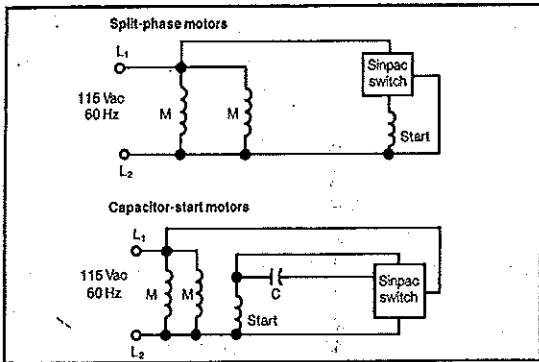 Split-phase motors
L₁
Sinpac
switch
115 Vac
60 Hz
M
M
Start
L₂
Capacitor-start motors
L₁
115 Vac
60 Hz
M
M
C
Sinpac
switch
Start
L₂